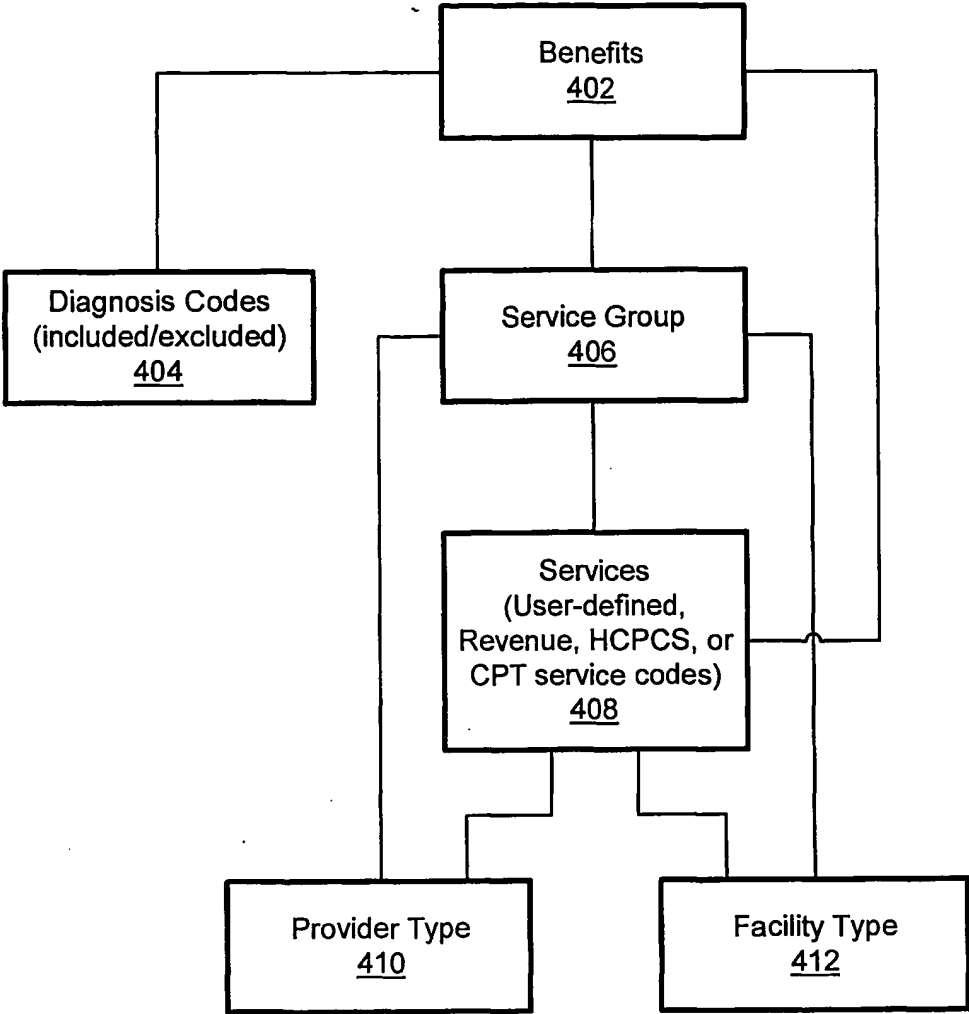 Benefits
402
Diagnosis Codes
(included/excluded)
404
Service Group
406
Services
(User-defined,
Revenue, HCPCS, or
CPT service codes)
408
Provider Type
410
Facility Type
412